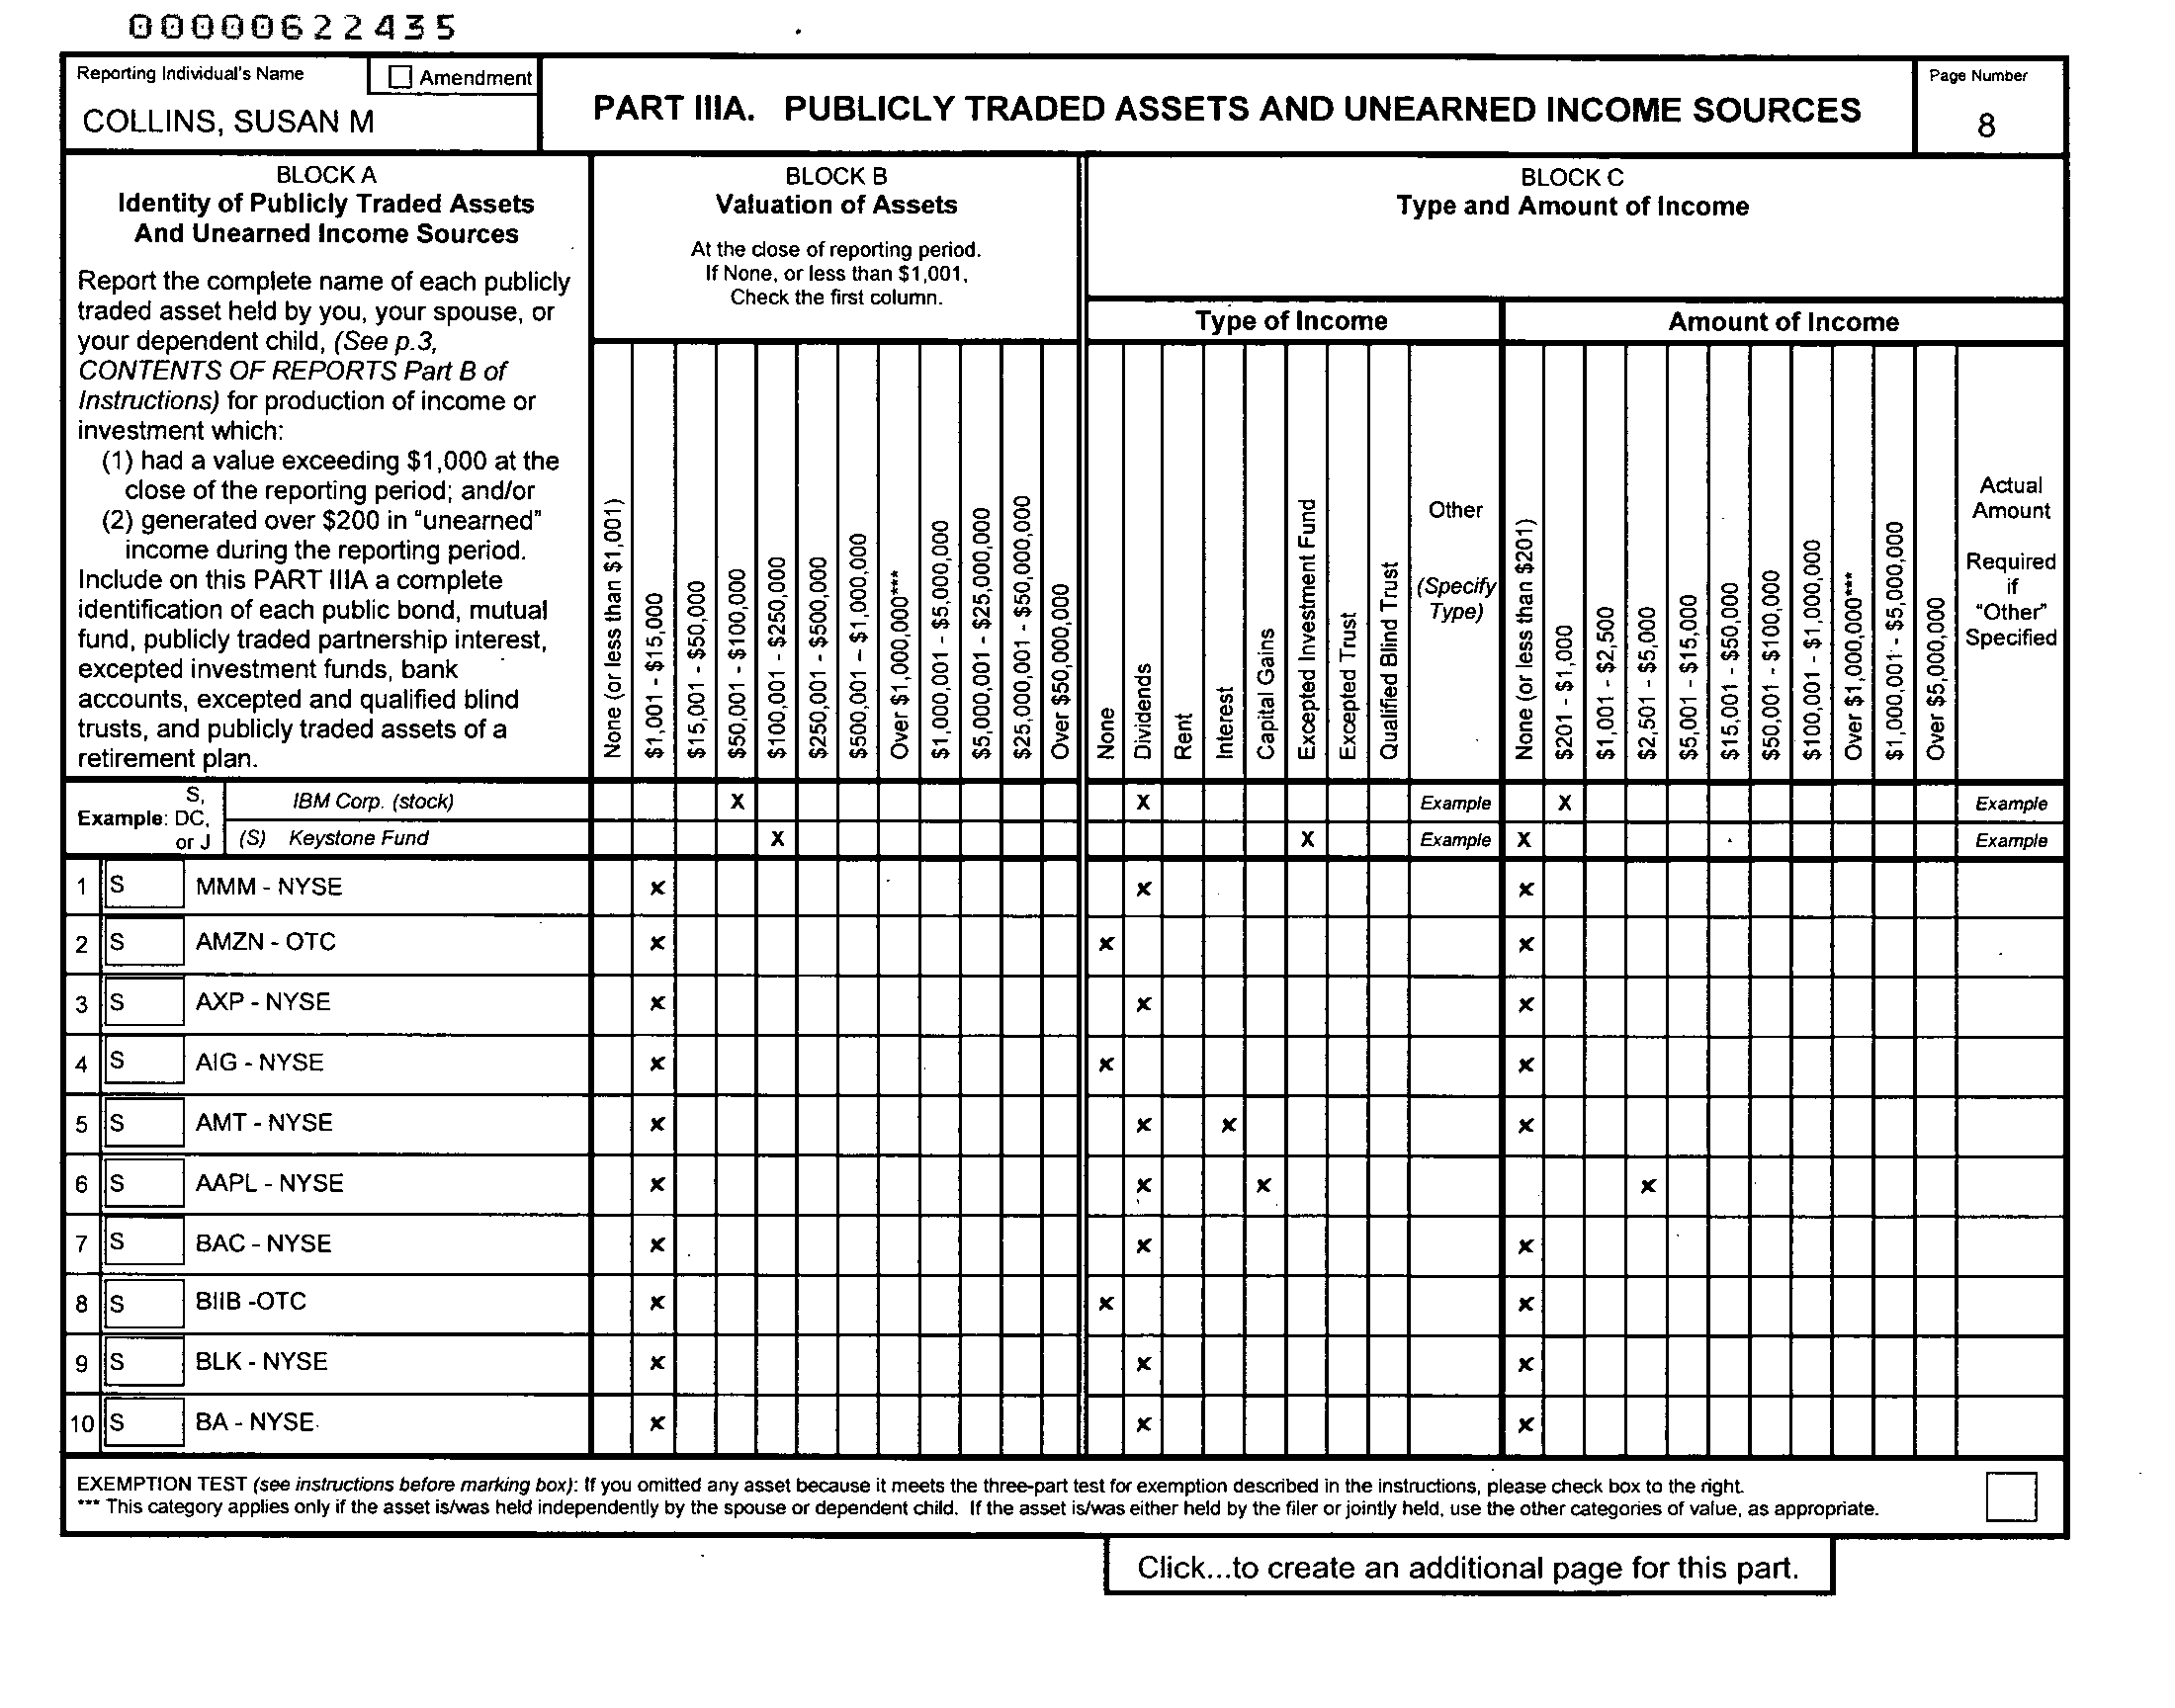 00000622435
Reporting Individual's Name
Amendment
COLLINS, SUSAN M
PART IIIA. PUBLICLY TRADED ASSETS AND UNEARNED INCOME SOURCES
Page Number
8
BLOCK A
Identity of Publicly Traded Assets
And Unearned Income Sources
Report the complete name of each publicly
traded asset held by you, your spouse, or
your dependent child, (See p.3,
CONTENTS OF REPORTS Part B of
Instructions) for production of income or
investment which:
(1) had a value exceeding $1,000 at the
close of the reporting period; and/or
(2) generated over $200 in "unearned"
income during the reporting period.
Include on this PART IIIA a complete
identification of each public bond, mutual
fund, publicly traded partnership interest,
excepted investment funds, bank
accounts, excepted and qualified blind
trusts, and publicly traded assets of a
retirement plan.
BLOCK B
Valuation of Assets
At the close of reporting period.
If None, or less than $1,001,
Check the first column.
None (or less than $1,001)
$1,001 - $15,000
$15,001 - $50,000
$50,001 - $100,000
$100,001 - $250,000
$250,001 - $500,000
$500,001 – $1,000,000
Over $1,000,000***
$1,000,001 - $5,000,000
$5,000,001 - $25,000,000
$25,000,001 - $50,000,000
Over $50,000,000
BLOCK C
Type and Amount of Income
Type of Income
None
Dividends
Rent
Interest
Capital Gains
Excepted Investment Fund
Excepted Trust
Qualified Blind Trust
Other
(Specify
Type)
Amount of Income
None (or less than $201)
$201 - $1,000
$1,001 - $2,500
$2,501 - $5,000
$5,001 - $15,000
$15,001 - $50,000
$50,001 - $100,000
$100,001 - $1,000,000
Over $1,000,000***
$1,000,001 - $5,000,000
Over $5,000,000
Actual
Amount
Required
if
"Other"
Specified
Example: S,
DC,
or J
IBM Corp. (stock) X X Example X Example
(S) Keystone Fund X X Example X Example
1 S MMM - NYSE x x x
2 S AMZN - OTC x x x
3 S AXP - NYSE x x x
4 S AIG - NYSE x x x
5 S AMT - NYSE x x x x
6 S AAPL - NYSE x x x x
7 S BAC - NYSE x x x
8 S BIIB -OTC x x x
9 S BLK - NYSE x x x
10 S BA - NYSE x x x
EXEMPTION TEST (see instructions before marking box): If you omitted any asset because it meets the three-part test for exemption described in the instructions, please check box to the right.
*** This category applies only if the asset is/was held independently by the spouse or dependent child. If the asset is/was either held by the filer or jointly held, use the other categories of value, as appropriate.
Click...to create an additional page for this part.